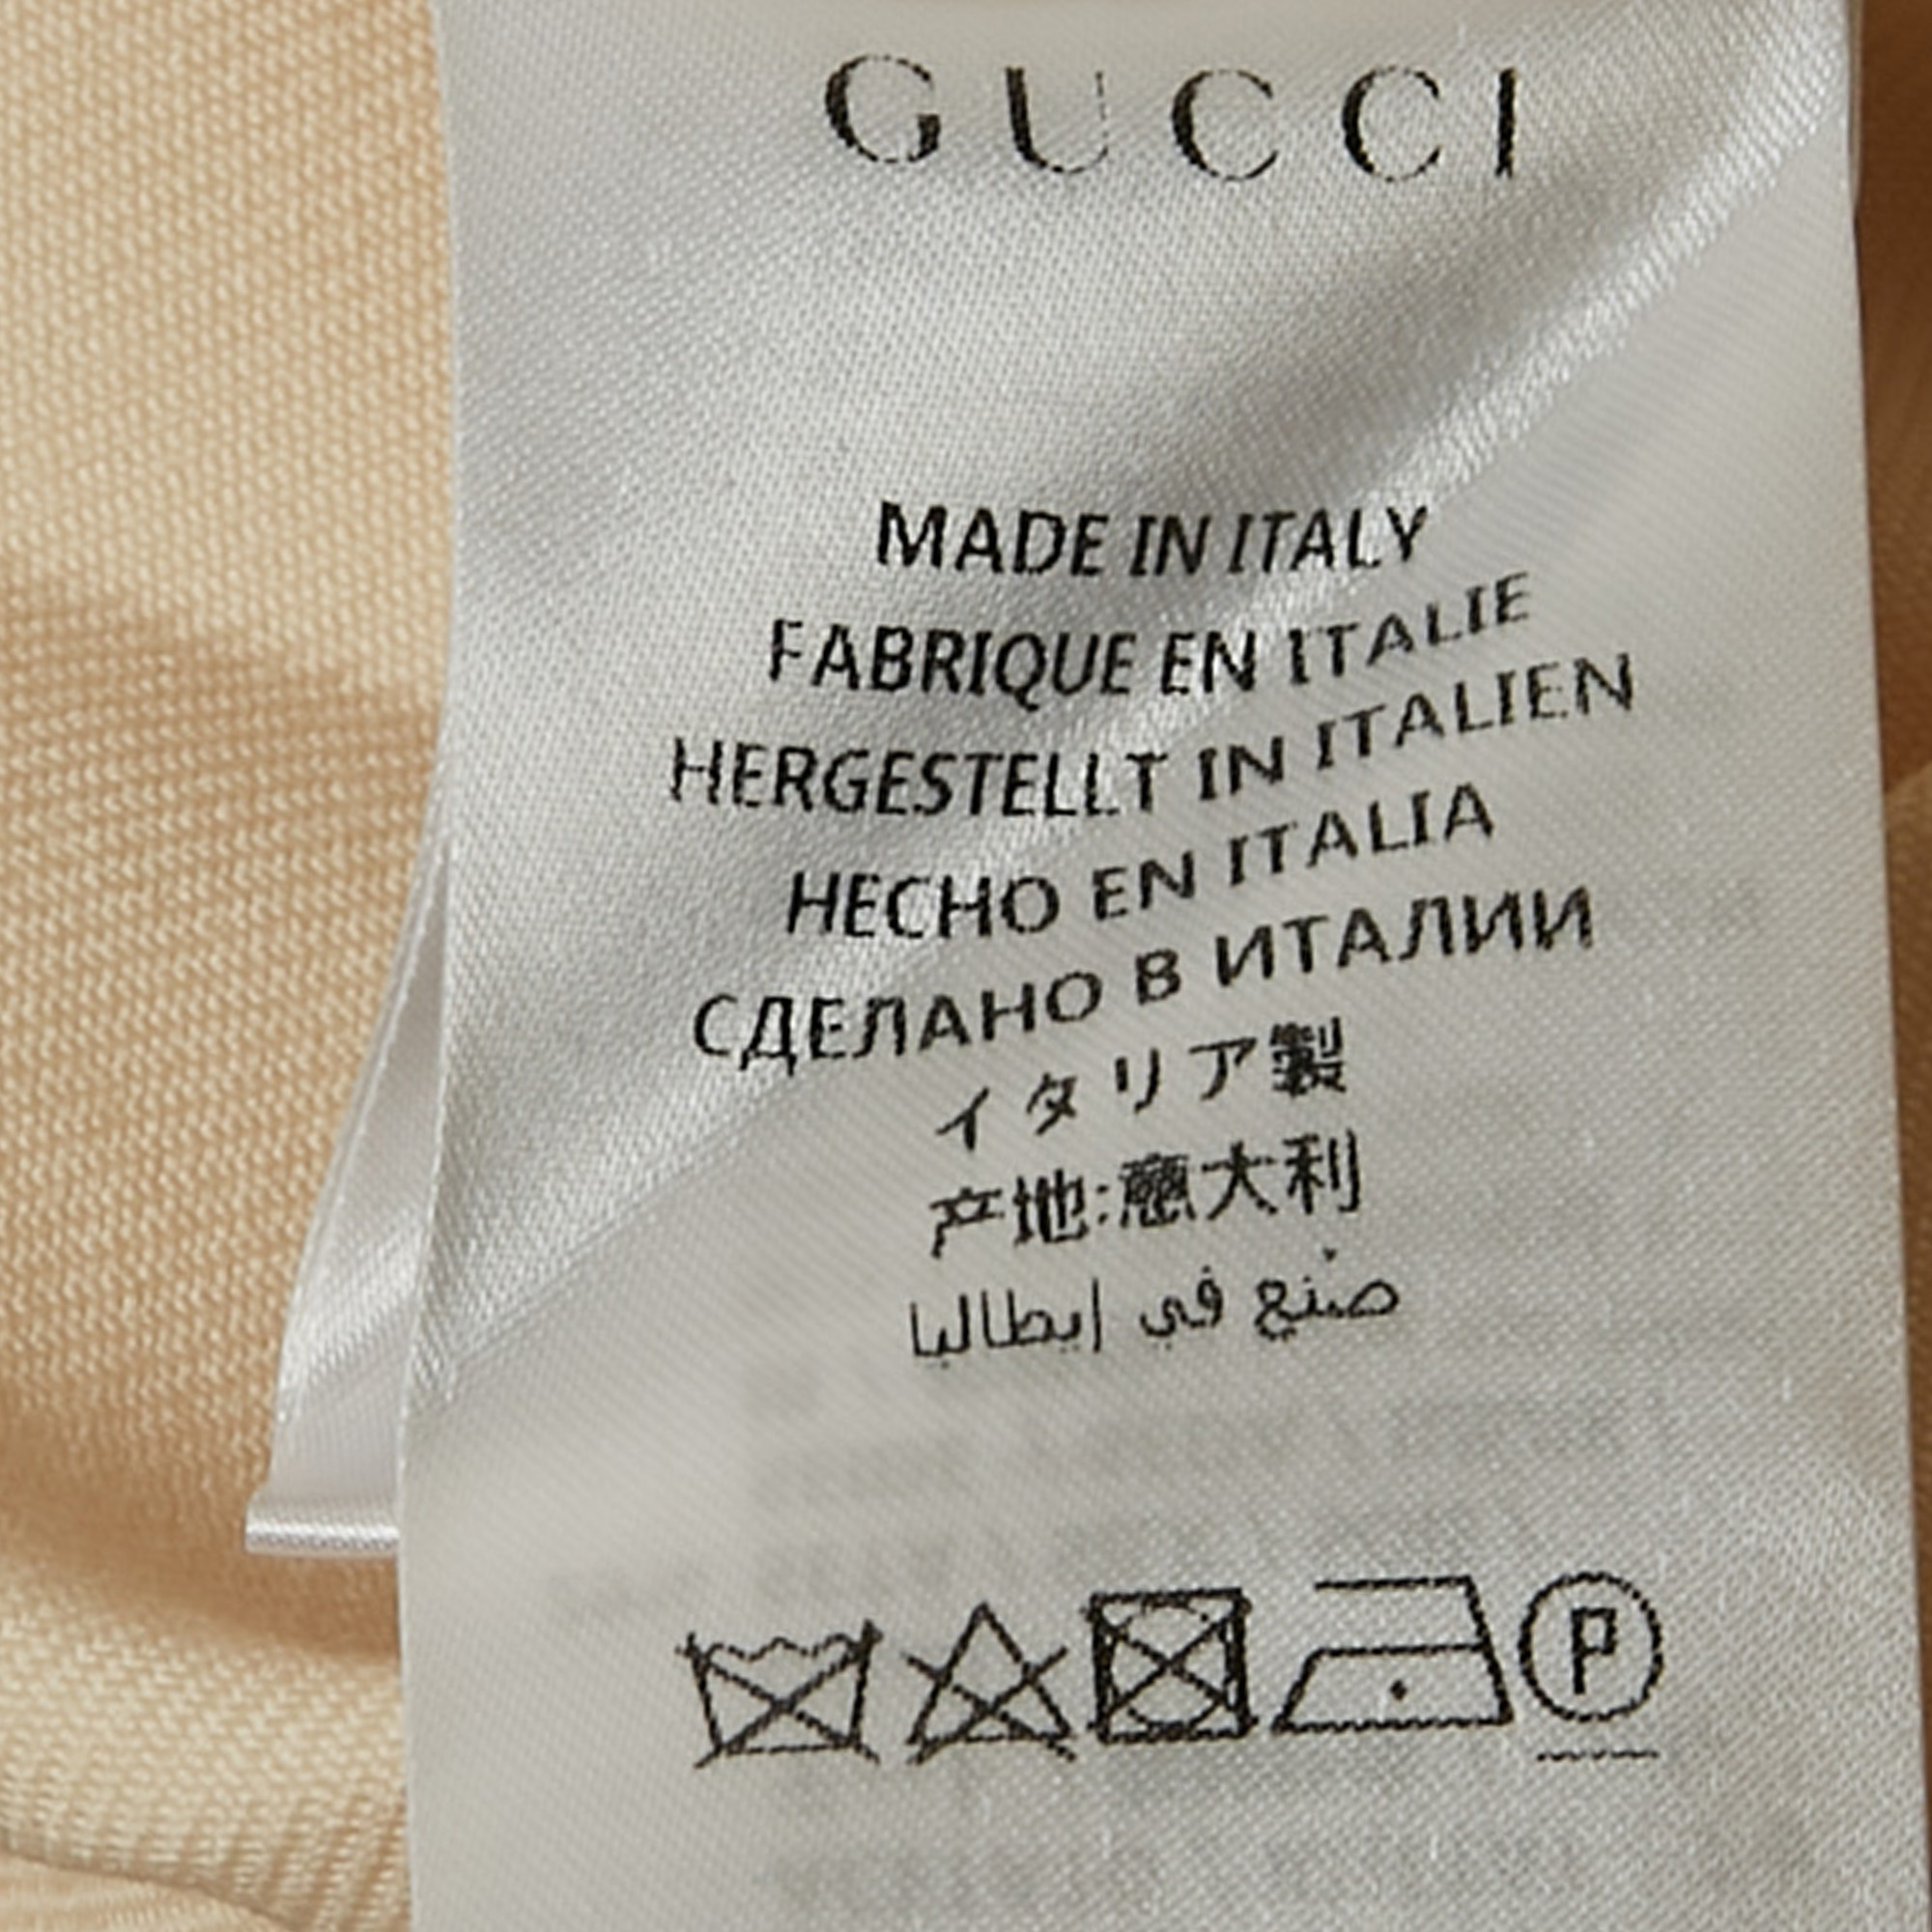 GUCCI
MADE IN ITALY
FABRIQUE EN ITALIE
HERGESTELLT IN ITALIEN
HECHO EN ITALIA
СДЕЛАНО В ИТАЛИИ
イタリア製
产地:意大利
صنع في إيطاليا
P